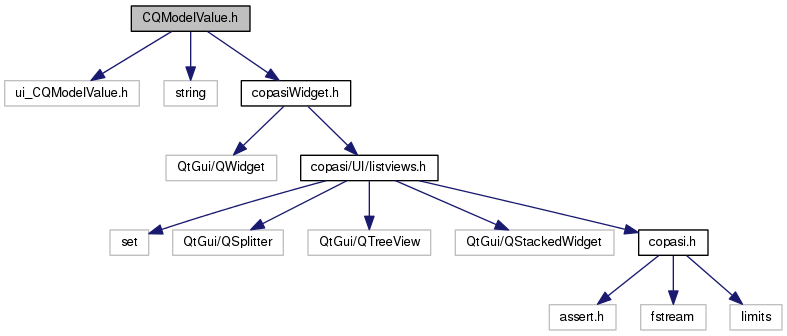 CQModelValue.h
ui_CQModelValue.h
string
copasiWidget.h
QtGui/QWidget
copasi/UI/listviews.h
set
QtGui/QSplitter
QtGui/QTreeView
QtGui/QStackedWidget
copasi.h
assert.h
fstream
limits